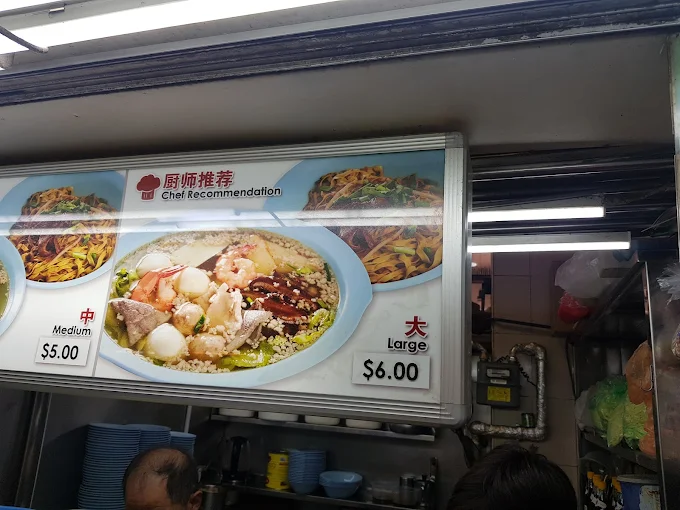 厨师推荐
Chef Recommendation
中
Medium
$5.00
大
Large
$6.00